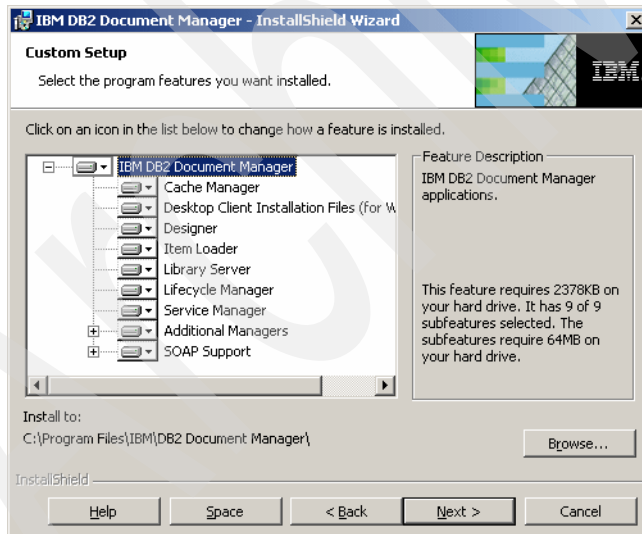 IBM DB2 Document Manager - InstallShield Wizard
Custom Setup
Select the program features you want installed.
IBM
Click on an icon in the list below to change how a feature is installed.
IBM DB2 Document Manager
Cache Manager
Desktop Client Installation Files (for W
Designer
Item Loader
Library Server
Lifecycle Manager
Service Manager
Additional Managers
SOAP Support
Feature Description
IBM DB2 Document Manager
applications.
This feature requires 2378KB on
your hard drive. It has 9 of 9
subfeatures selected. The
subfeatures require 64MB on
your hard drive.
Install to:
C:\Program Files\IBM\DB2 Document Manager\
Browse...
InstallShield
Help
Space
< Back
Next >
Cancel